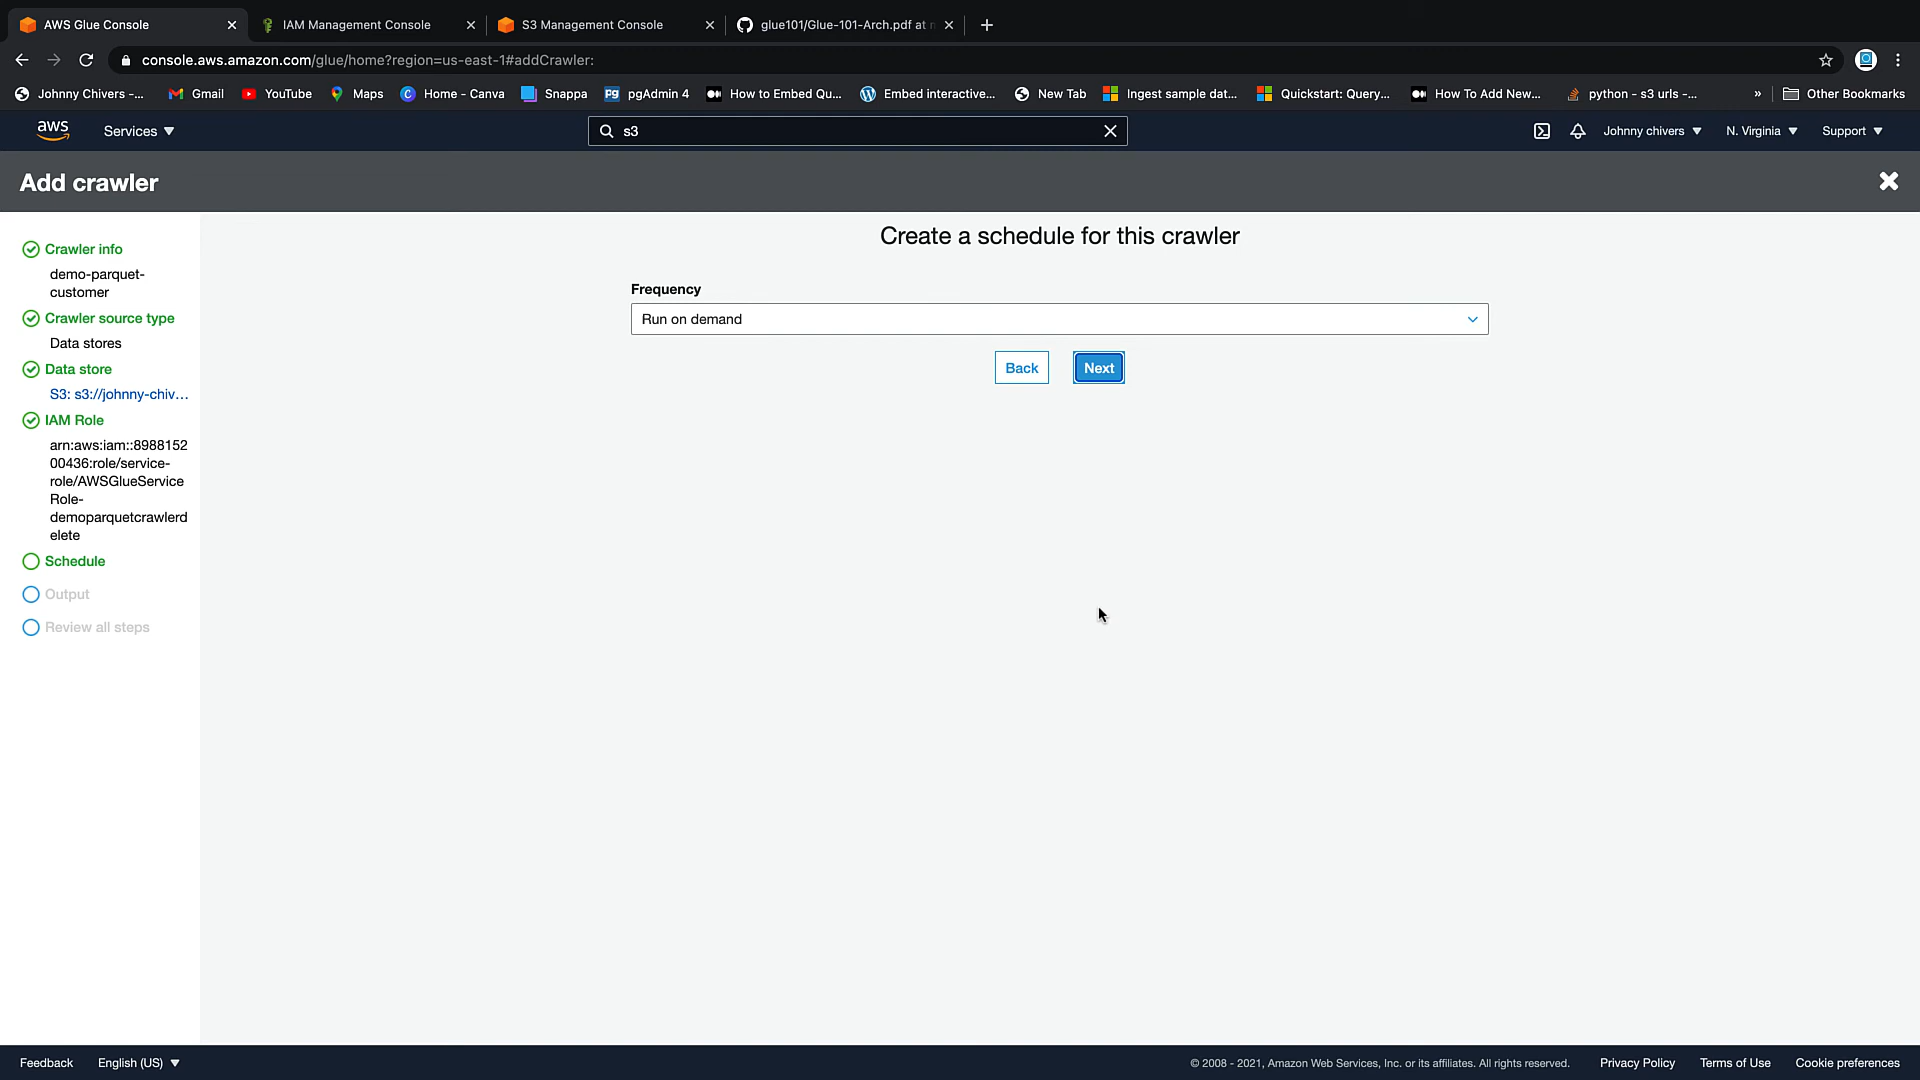 AWS Glue Console
IAM Management Console
S3 Management Console
glue101/Glue-101-Arch.pdf at
console.aws.amazon.com/glue/home?region=us-east-1#addCrawler:
Johnny Chivers -...
Gmail
YouTube
Maps
Home - Canva
Snappa
pgAdmin 4
How to Embed Qu...
Embed interactive...
New Tab
Ingest sample dat...
Quickstart: Query...
How To Add New...
python - s3 urls -...
»
Other Bookmarks
aws
Services
s3
Johnny chivers
N. Virginia
Support
Add crawler
Crawler info
demo-parquet-
customer
Crawler source type
Data stores
Data store
S3: s3://johnny-chiv...
IAM Role
arn:aws:iam::8988152
00436:role/service-
role/AWSGlueService
Role-
demoparquetcrawlerd
elete
Schedule
Output
Review all steps
Create a schedule for this crawler
Frequency
Run on demand
Back
Next
Feedback
English (US)
© 2008 - 2021, Amazon Web Services, Inc. or its affiliates. All rights reserved.
Privacy Policy
Terms of Use
Cookie preferences